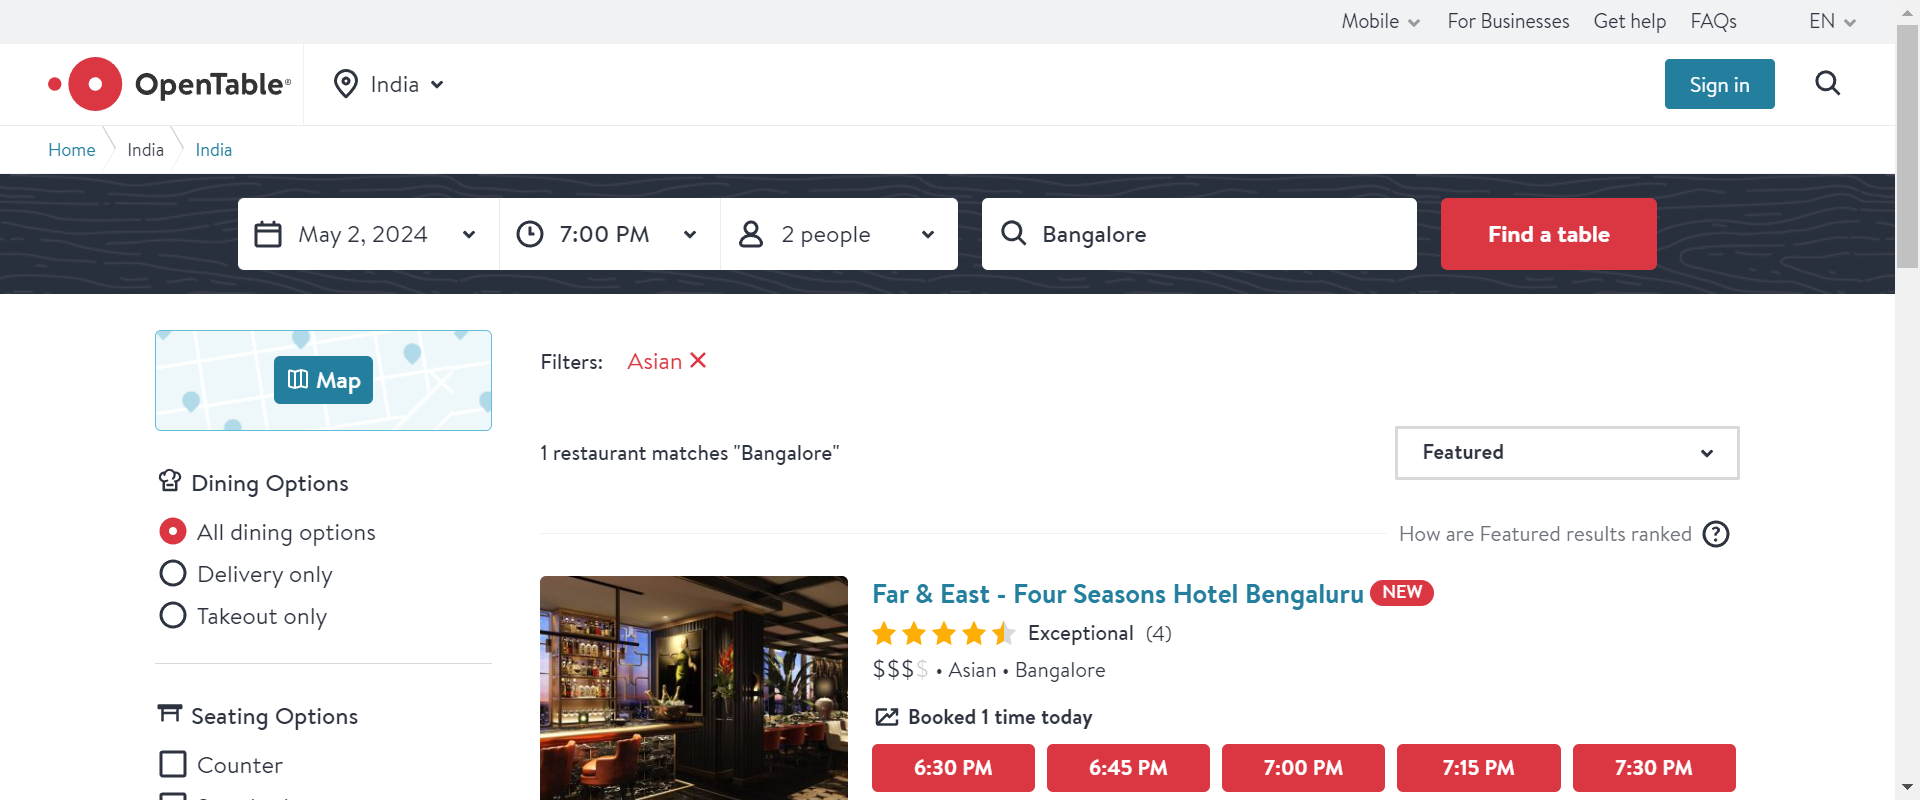 Mobile For Businesses Get help FAQs EN
OpenTable® India Sign in
Home India India
May 2, 2024 7:00 PM 2 people Bangalore Find a table
Map
Filters: Asian
1 restaurant matches "Bangalore"
Featured
How are Featured results ranked ?
Dining Options
All dining options
Delivery only
Takeout only
Seating Options
Counter
Far & East - Four Seasons Hotel Bengaluru NEW
Exceptional (4)
$$$$ • Asian • Bangalore
Booked 1 time today
6:30 PM 6:45 PM 7:00 PM 7:15 PM 7:30 PM